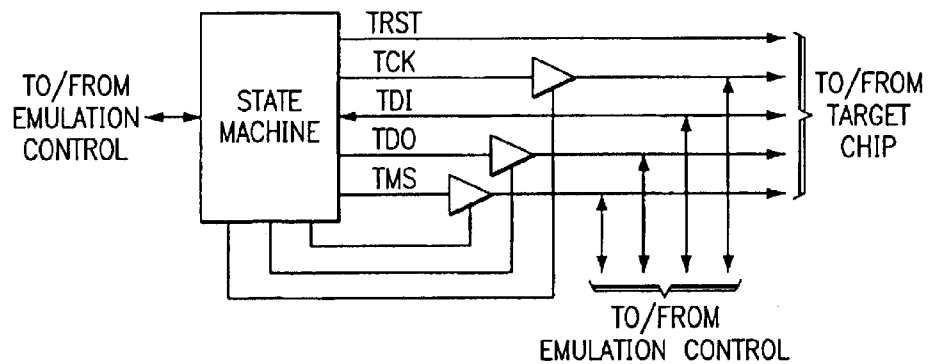 TRST
TCK
TDI
TDO
TMS
STATE
MACHINE
TO/FROM
EMULATION
CONTROL
TO/FROM
TARGET
CHIP
TO/FROM
EMULATION CONTROL